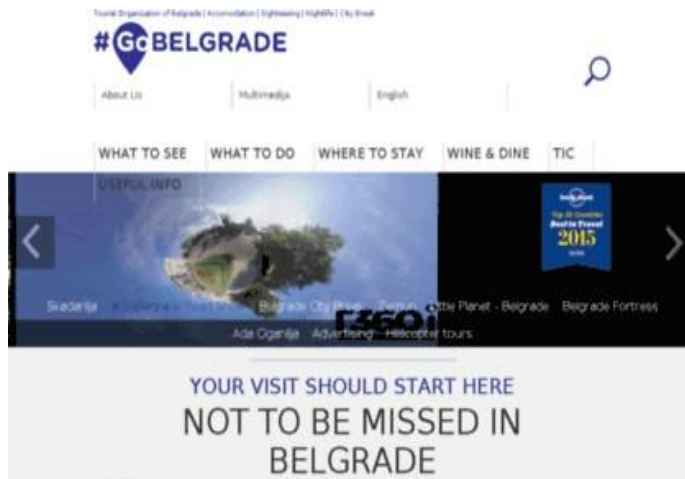 Tourist Organization of Belgrade | Accomodation | Sightseeing | Nightlife | City Break
#GoBELGRADE
About Us Multimedija English
WHAT TO SEE WHAT TO DO WHERE TO STAY WINE & DINE TIC
USEFUL INFO
Best in Travel
2015
Skadarlija Belgrade City Break Zemun Little Planet - Belgrade Belgrade Fortress
r360i
Ada Ciganlija Advertising Helicopter tours
YOUR VISIT SHOULD START HERE
NOT TO BE MISSED IN
BELGRADE